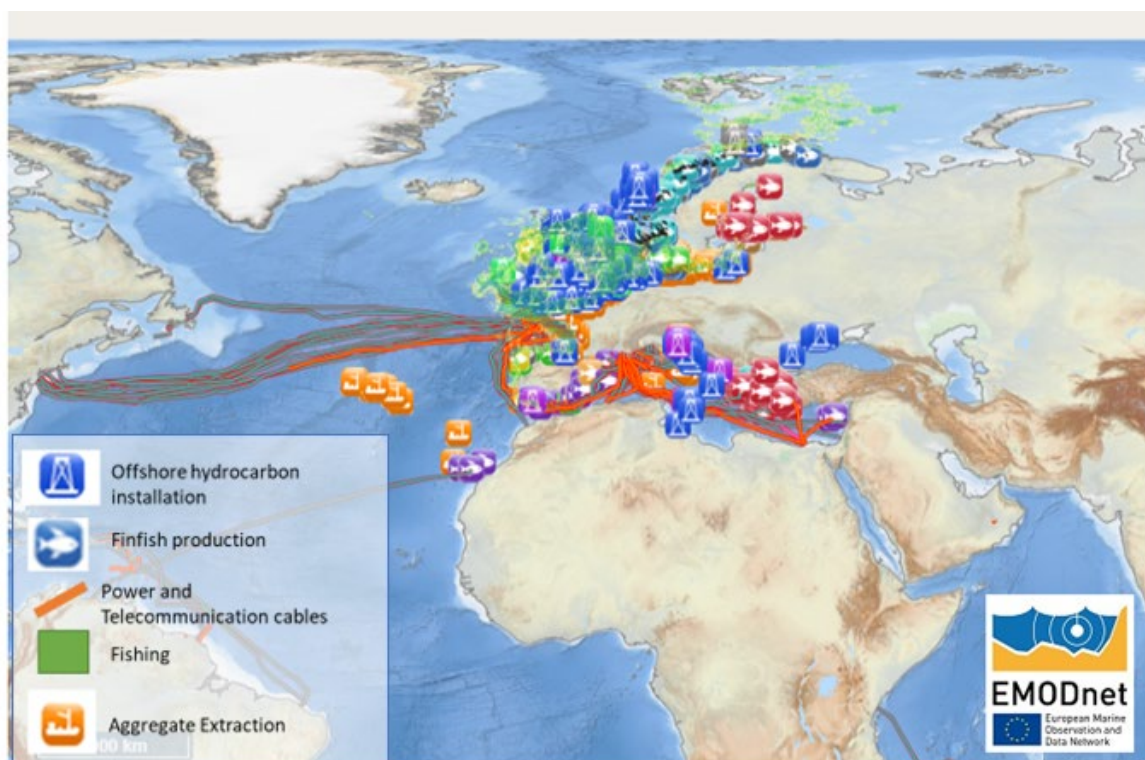 Offshore hydrocarbon
installation
Finfish production
Power and
Telecommunication cables
Fishing
Aggregate Extraction
km
EMODnet
European Marine
Observation and
Data Network